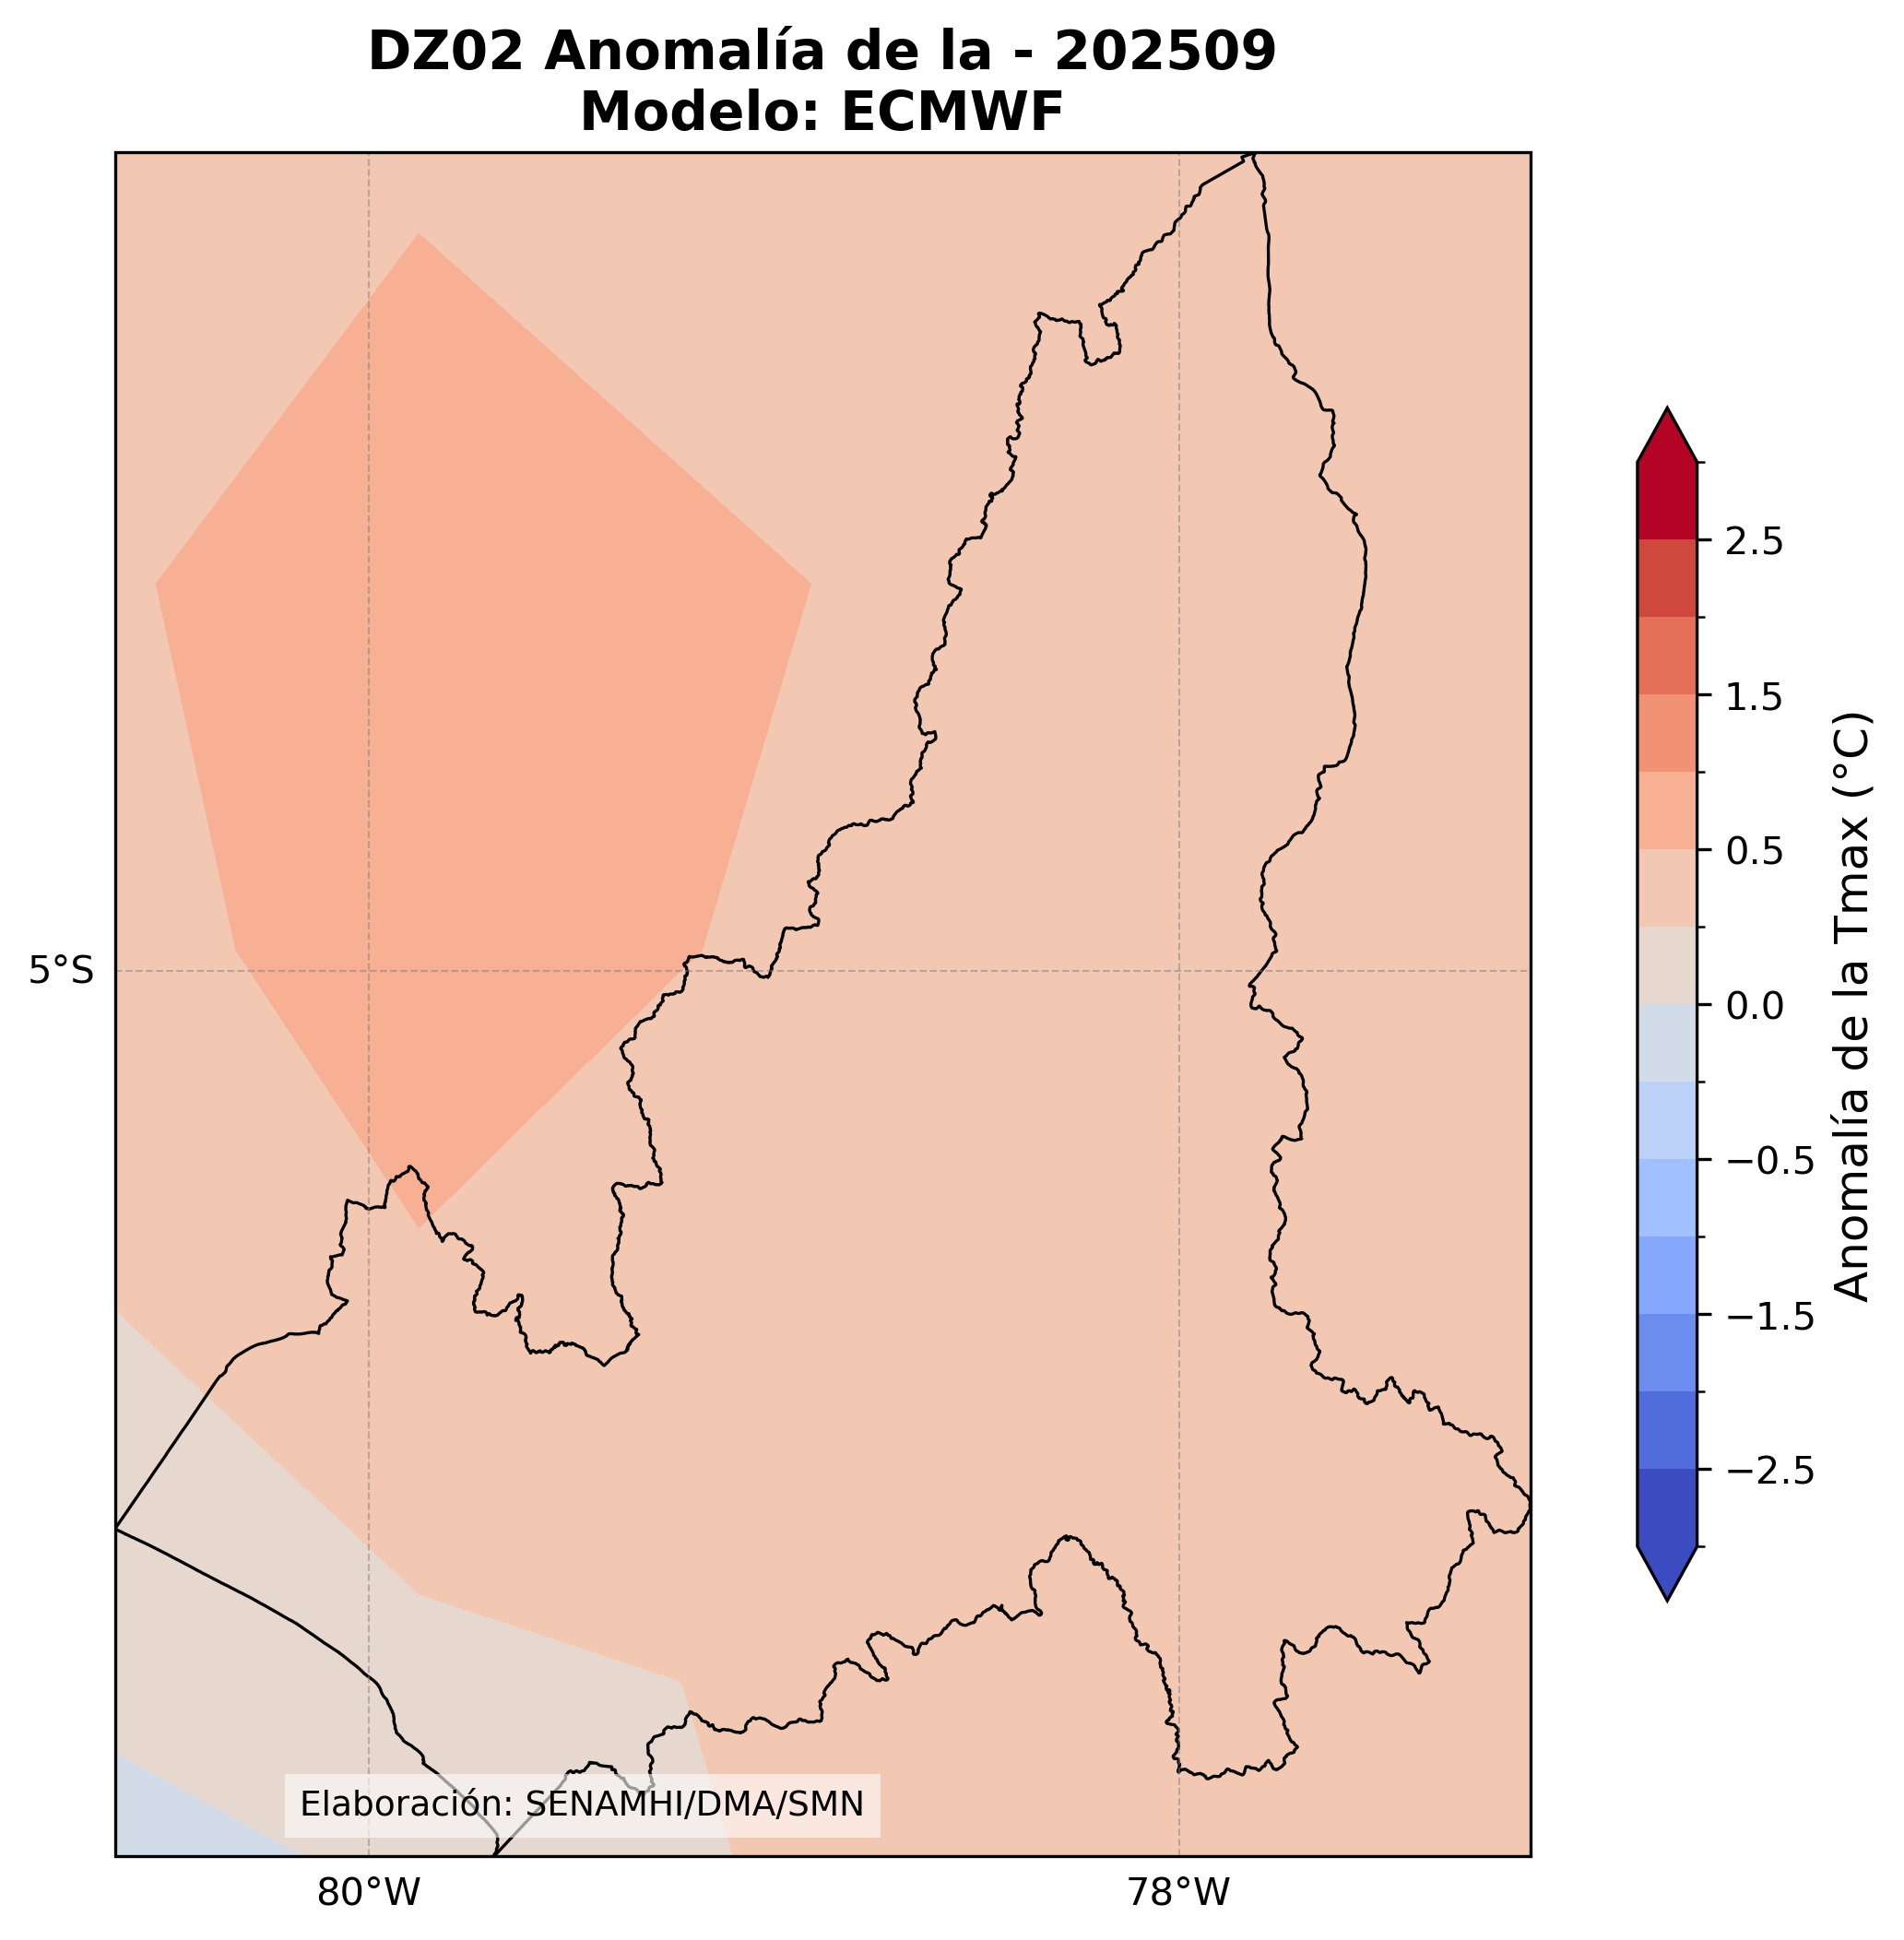 DZ02 Anomalía de la - 202509
Modelo: ECMWF
5°S
80°W
78°W
Elaboración: SENAMHI/DMA/SMN
2.5
1.5
0.5
0.0
−0.5
−1.5
−2.5
Anomalía de la Tmax (°C)